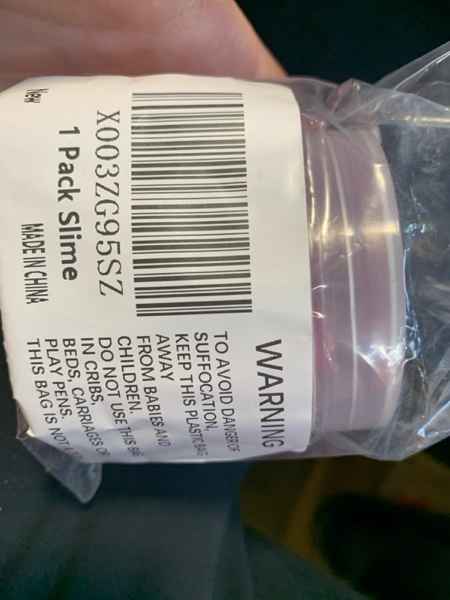 X003ZG95SZ
1 Pack Slime
New
MADE IN CHINA
WARNING
TO AVOID DANGER OF
SUFFOCATION,
KEEP THIS PLASTIC BAG
AWAY
FROM BABIES AND
CHILDREN.
DO NOT USE THIS
IN CRIBS,
BEDS, CARRIAGES
PLAY PENS.
THIS BAG IS NOT A